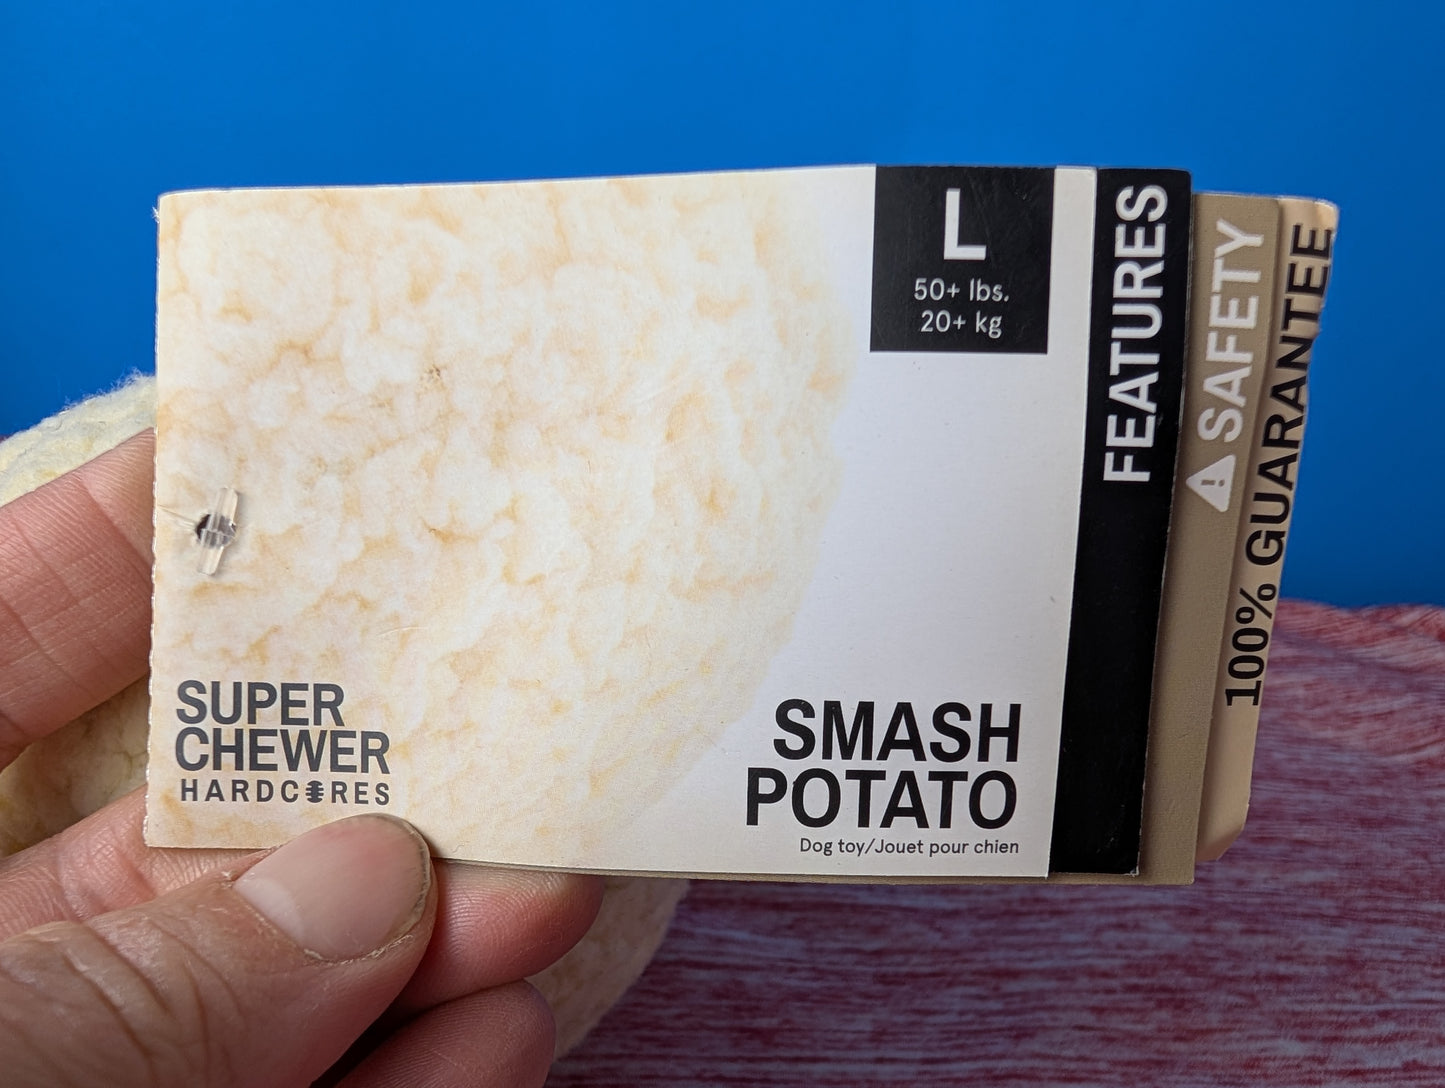 L
50+ lbs.
20+ kg
SUPER
CHEWER
HARDCORES
SMASH
POTATO
Dog toy/Jouet pour chien
FEATURES
SAFETY
100% GUARANTEE